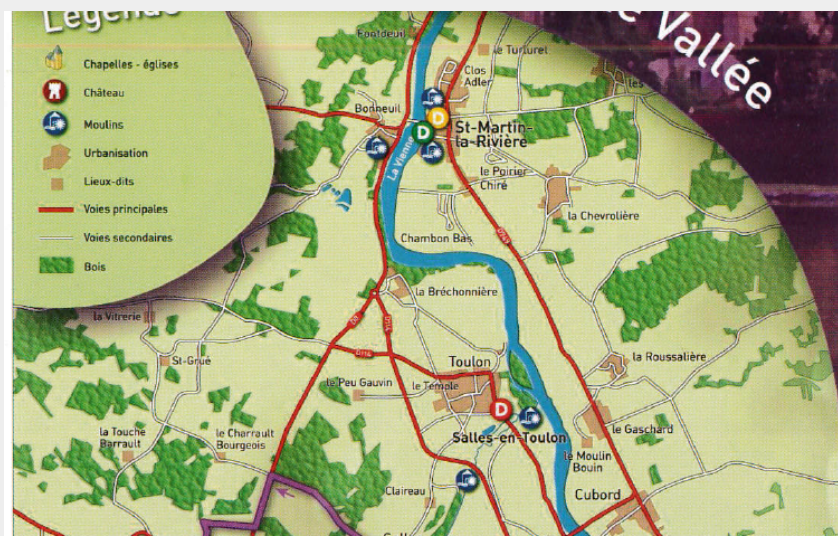 Légende
Chapelles - églises
Château
Moulins
Urbanisation
Lieux-dits
Voies principales
Voies secondaires
Bois
Vallée
Fontdeuil
le Turturel
Clos
Adler
les
Bonneuil
D
D
St-Martin-
la-Rivière
La Vienne
le Poirier
Chiré
la Chevrolière
Chambon Bas
D749
la Bréchonnière
la Vitrerie
D114
D114
St-Grué
Toulon
la Roussalière
le Peu Gauvin
le Temple
D
Salles-en-Toulon
le Gaschard
la Touche
Barrault
le Charrault
Bourgeois
le Moulin
Bouin
Claireau
Cubord